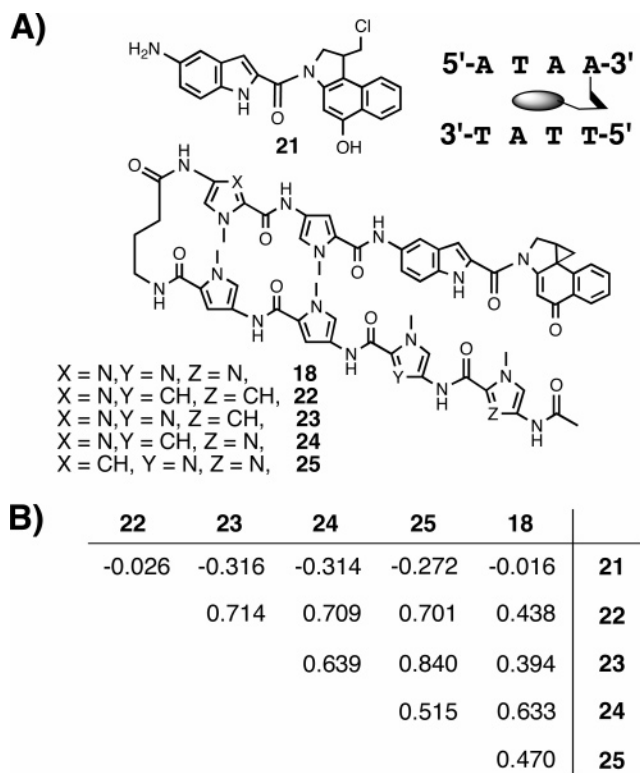 A)
Cl
H₂N
N
N
H
O
OH
21
5'-A T A A-3'
3'-T A T T-5'
O
H
N
X
N
O
H
N
N
O
H
N
N
H
O
N
O
HN
O
N
N
H
O
N
N
H
O
N
Y
N
H
O
N
Z
N
H
O
X = N,Y = N, Z = N, 18
X = N,Y = CH, Z = CH, 22
X = N,Y = N, Z = CH, 23
X = N,Y = CH, Z = N, 24
X = CH, Y = N, Z = N, 25
B)
22 23 24 25 18
-0.026 -0.316 -0.314 -0.272 -0.016 21
0.714 0.709 0.701 0.438 22
0.639 0.840 0.394 23
0.515 0.633 24
0.470 25